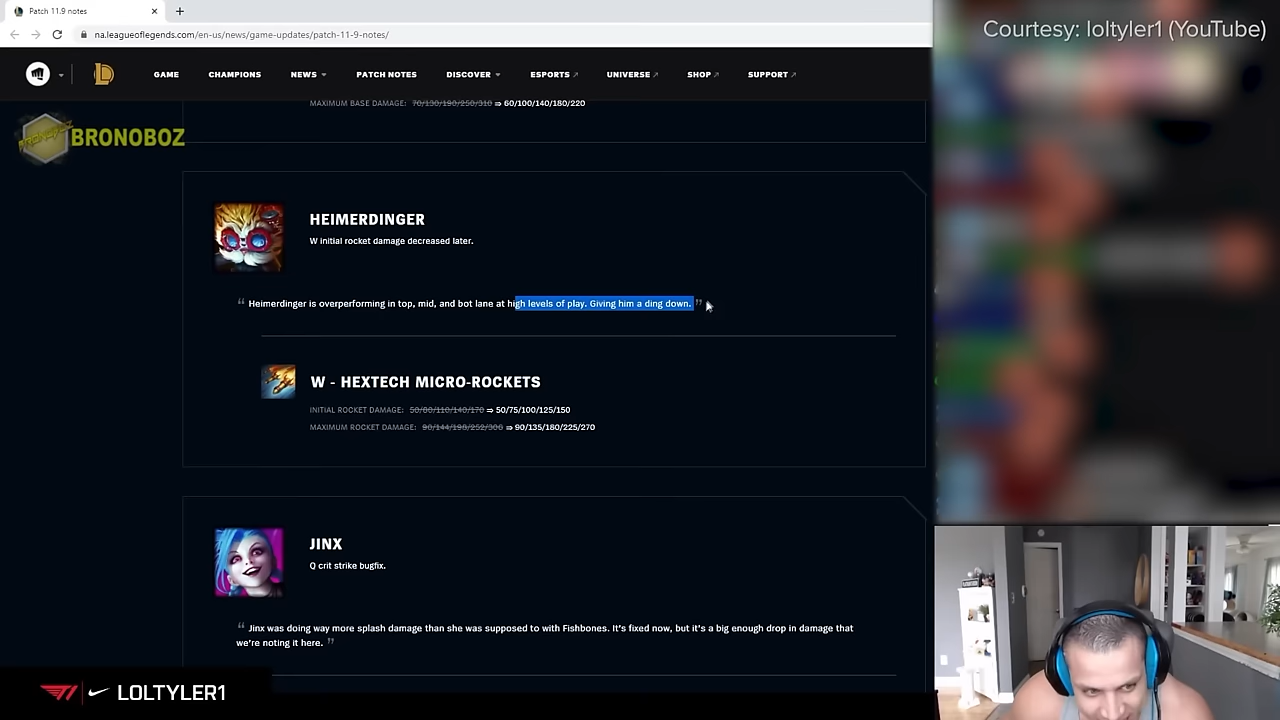 Patch 11.9 notes
Courtesy: loltyler1 (YouTube)
na.leagueoflegends.com/en-us/news/game-updates/patch-11-9-notes/
GAME CHAMPIONS NEWS PATCH NOTES DISCOVER ESPORTS UNIVERSE SHOP SUPPORT
MAXIMUM BASE DAMAGE: 70/130/190/250/310 ⇒ 60/100/140/180/220
BRONOBOZ
HEIMERDINGER
W initial rocket damage decreased later.
“ Heimerdinger is overperforming in top, mid, and bot lane at high levels of play. Giving him a ding down. ”
W - HEXTECH MICRO-ROCKETS
INITIAL ROCKET DAMAGE: 50/80/110/140/170 ⇒ 50/75/100/125/150
MAXIMUM ROCKET DAMAGE: 90/144/198/252/306 ⇒ 90/135/180/225/270
JINX
Q crit strike bugfix.
“ Jinx was doing way more splash damage than she was supposed to with Fishbones. It's fixed now, but it's a big enough drop in damage that
we're noting it here. ”
T1 LOLTYLER1